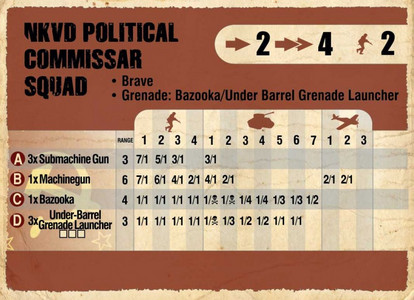 NKVD POLITICAL
COMMISSAR
SQUAD
2 4 2
• Brave
• Grenade: Bazooka/Under Barrel Grenade Launcher
RANGE 1 2 3 4 1 2 3 4 5 6 7 1 2 3
A 3x Submachine Gun 3 7/1 5/1 3/1 3/1
B 1x Machinegun 6 7/1 6/1 4/1 2/1 4/1 2/1 2/1 2/1
C 1x Bazooka 4 1/1 1/1 1/1 1/1 1/☠ 1/☠ 1/4 1/4 1/3 1/3 1/2
D 3x Under-Barrel Grenade Launcher 3 1/1 1/1 1/1 1/1 1/☠ 1/3 1/2 1/2 1/1 1/1